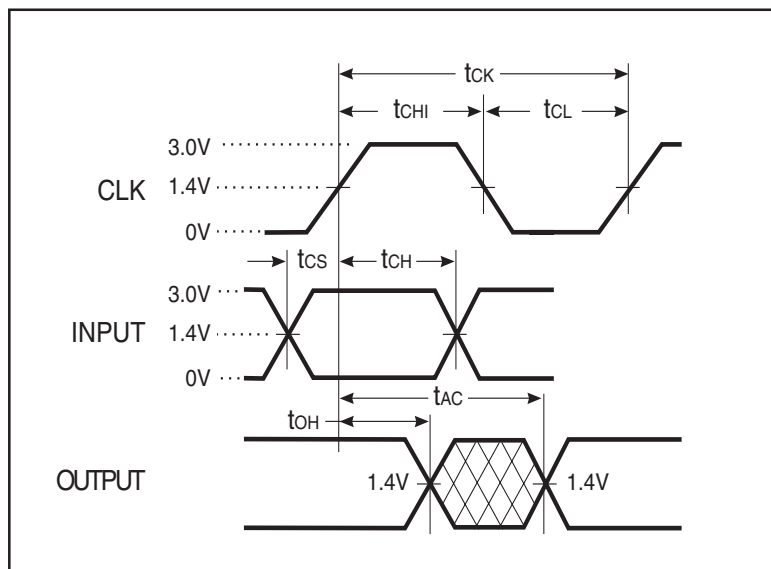 tCK
tCHI tCL
3.0V
CLK 1.4V
0V
tCS tCH
3.0V
INPUT 1.4V
0V
tAC
tOH
OUTPUT 1.4V 1.4V